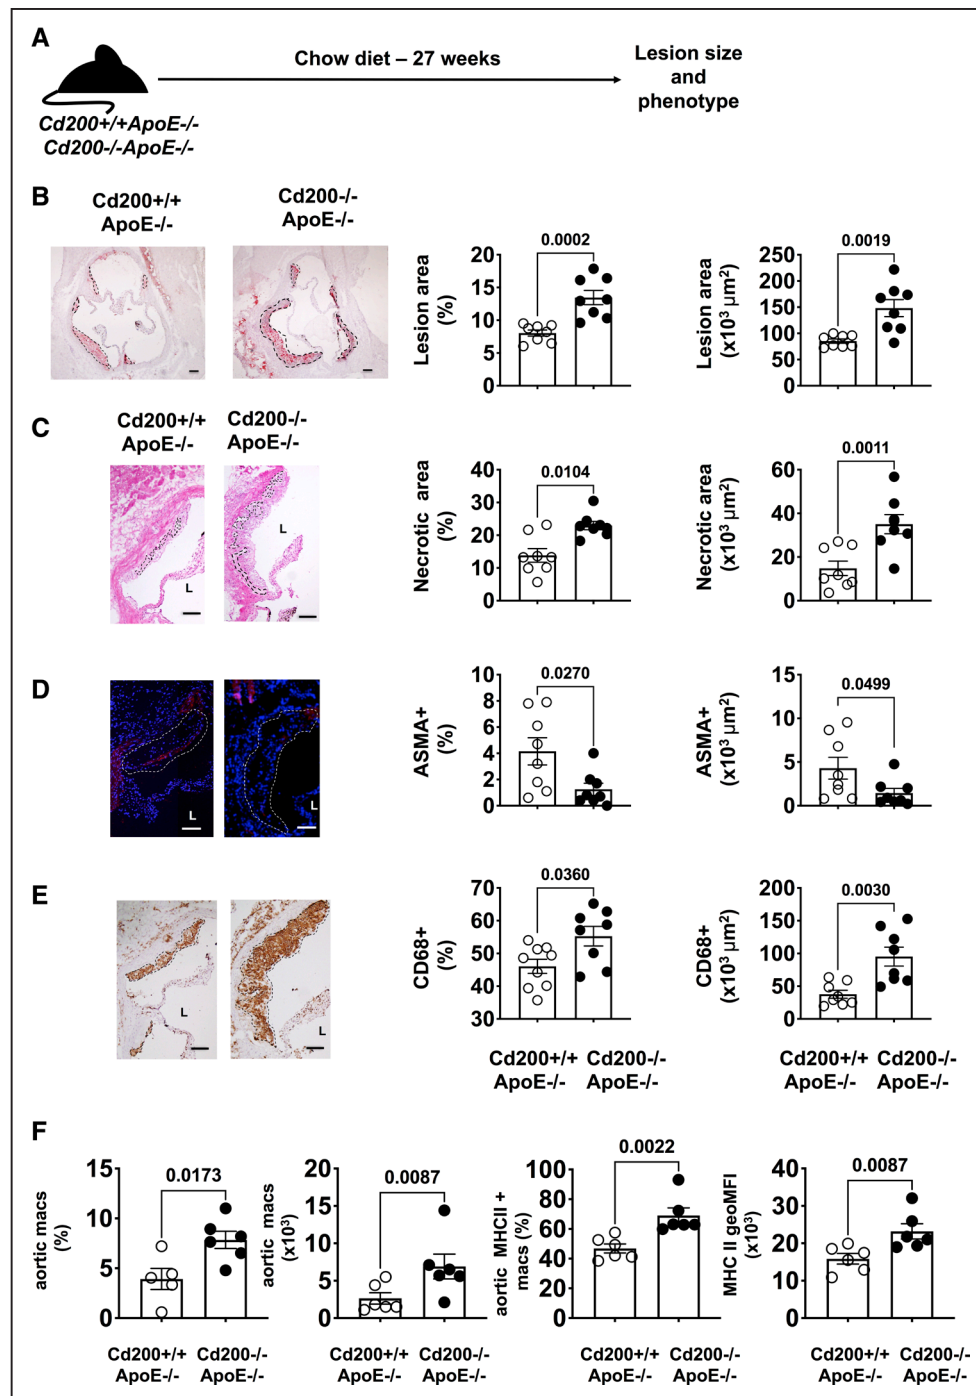 A
Chow diet – 27 weeks
Lesion size
and
phenotype
Cd200+/+ApoE-/-
Cd200-/-ApoE-/-
B
Cd200+/+
ApoE-/-
Cd200-/-
ApoE-/-
Lesion area
(%)
20
15
10
5
0
0.0002
Lesion area
(x10³ µm²)
250
200
150
100
50
0
0.0019
C
Cd200+/+
ApoE-/-
Cd200-/-
ApoE-/-
L
L
Necrotic area
(%)
40
30
20
10
0
0.0104
Necrotic area
(x10³ µm²)
60
40
20
0
0.0011
D
L
L
ASMA+
(%)
10
8
6
4
2
0
0.0270
ASMA+
(x10³ µm²)
15
10
5
0
0.0499
E
L
L
CD68+
(%)
70
60
50
40
30
0.0360
CD68+
(x10³ µm²)
200
150
100
50
0
0.0030
Cd200+/+ Cd200-/-
ApoE-/- ApoE-/-
Cd200+/+ Cd200-/-
ApoE-/- ApoE-/-
F
aortic macs
(%)
15
10
5
0
0.0173
Cd200+/+ Cd200-/-
ApoE-/- ApoE-/-
aortic macs
(x10³)
20
15
10
5
0
0.0087
Cd200+/+ Cd200-/-
ApoE-/- ApoE-/-
aortic MHCII +
macs (%)
100
80
60
40
20
0
0.0022
Cd200+/+ Cd200-/-
ApoE-/- ApoE-/-
MHC II geoMFI
(x10³)
40
30
20
10
0
0.0087
Cd200+/+ Cd200-/-
ApoE-/- ApoE-/-